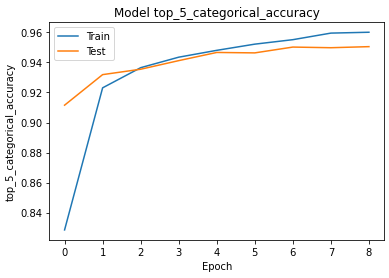 Model top_5_categorical_accuracy
Train
Test
top_5_categorical_accuracy
0.96
0.94
0.92
0.90
0.88
0.86
0.84
0 1 2 3 4 5 6 7 8
Epoch